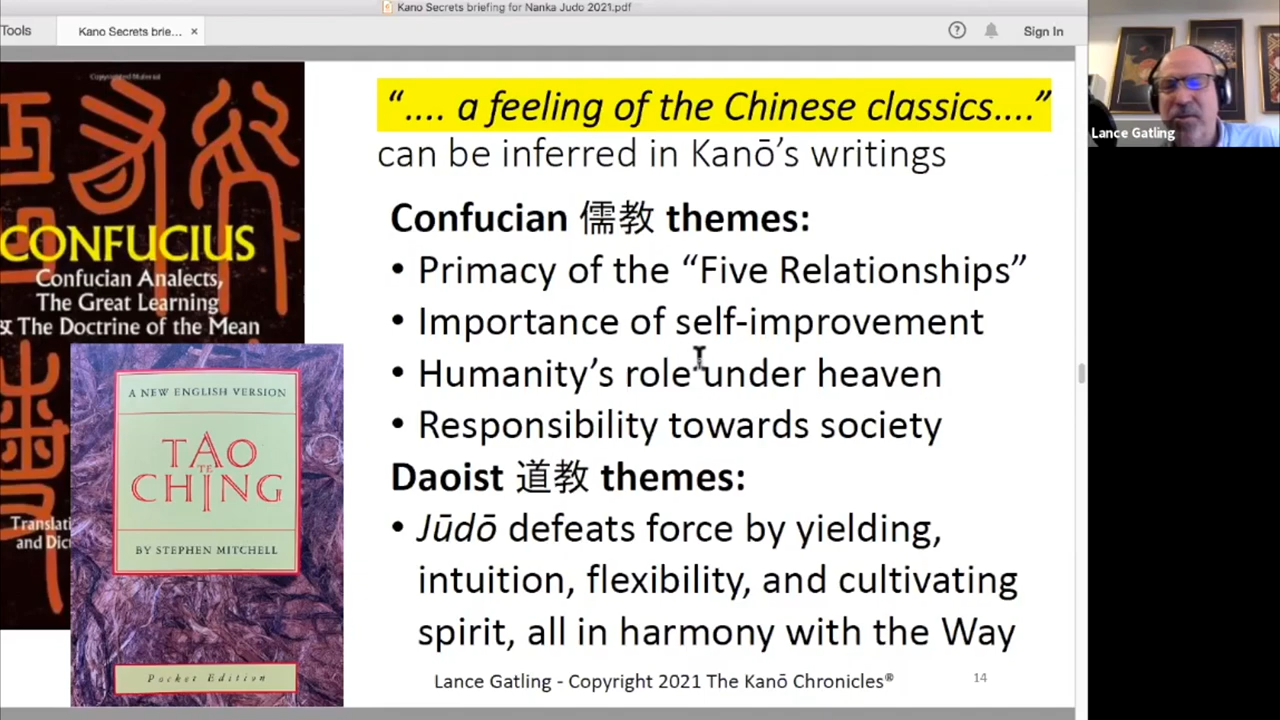 Kano Secrets briefing for Nanka Judo 2021.pdf
Tools
Kano Secrets brie... ×
Sign In
Lance Gatling
Copyrighted Material
CONFUCIUS
Confucian Analects,
The Great Learning
& The Doctrine of the Mean
Translati
and Dic
A NEW ENGLISH VERSION
TAO
TE
CHING
BY STEPHEN MITCHELL
Pocket Edition
“.... a feeling of the Chinese classics....”
can be inferred in Kanō’s writings
Confucian 儒教 themes:
• Primacy of the “Five Relationships”
• Importance of self-improvement
• Humanity’s role under heaven
• Responsibility towards society
Daoist 道教 themes:
• Jūdō defeats force by yielding,
intuition, flexibility, and cultivating
spirit, all in harmony with the Way
Lance Gatling - Copyright 2021 The Kanō Chronicles®
14